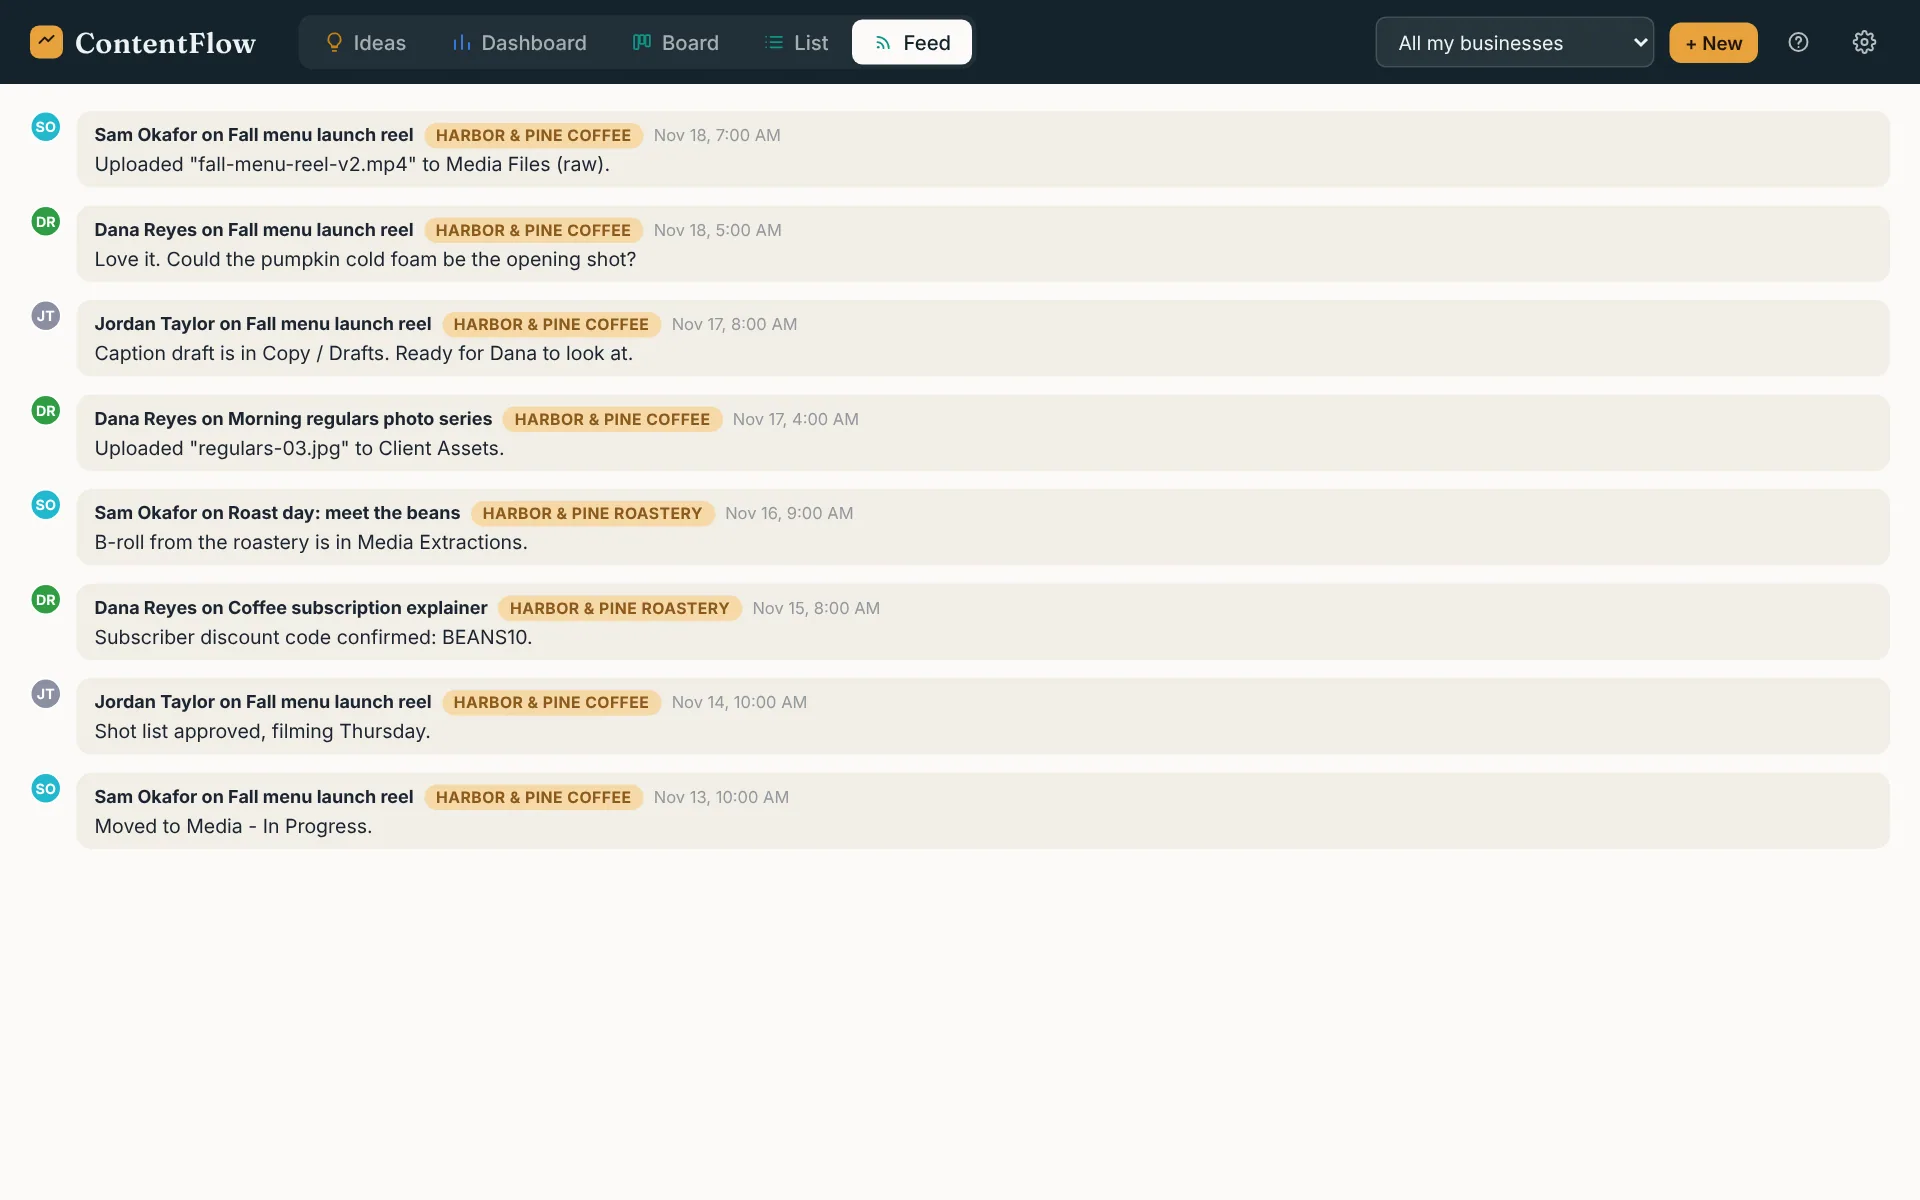 ContentFlow
Ideas
Dashboard
Board
List
Feed
All my businesses
+ New
SO
Sam Okafor on Fall menu launch reel HARBOR & PINE COFFEE Nov 18, 7:00 AM
Uploaded "fall-menu-reel-v2.mp4" to Media Files (raw).
DR
Dana Reyes on Fall menu launch reel HARBOR & PINE COFFEE Nov 18, 5:00 AM
Love it. Could the pumpkin cold foam be the opening shot?
JT
Jordan Taylor on Fall menu launch reel HARBOR & PINE COFFEE Nov 17, 8:00 AM
Caption draft is in Copy / Drafts. Ready for Dana to look at.
DR
Dana Reyes on Morning regulars photo series HARBOR & PINE COFFEE Nov 17, 4:00 AM
Uploaded "regulars-03.jpg" to Client Assets.
SO
Sam Okafor on Roast day: meet the beans HARBOR & PINE ROASTERY Nov 16, 9:00 AM
B-roll from the roastery is in Media Extractions.
DR
Dana Reyes on Coffee subscription explainer HARBOR & PINE ROASTERY Nov 15, 8:00 AM
Subscriber discount code confirmed: BEANS10.
JT
Jordan Taylor on Fall menu launch reel HARBOR & PINE COFFEE Nov 14, 10:00 AM
Shot list approved, filming Thursday.
SO
Sam Okafor on Fall menu launch reel HARBOR & PINE COFFEE Nov 13, 10:00 AM
Moved to Media - In Progress.